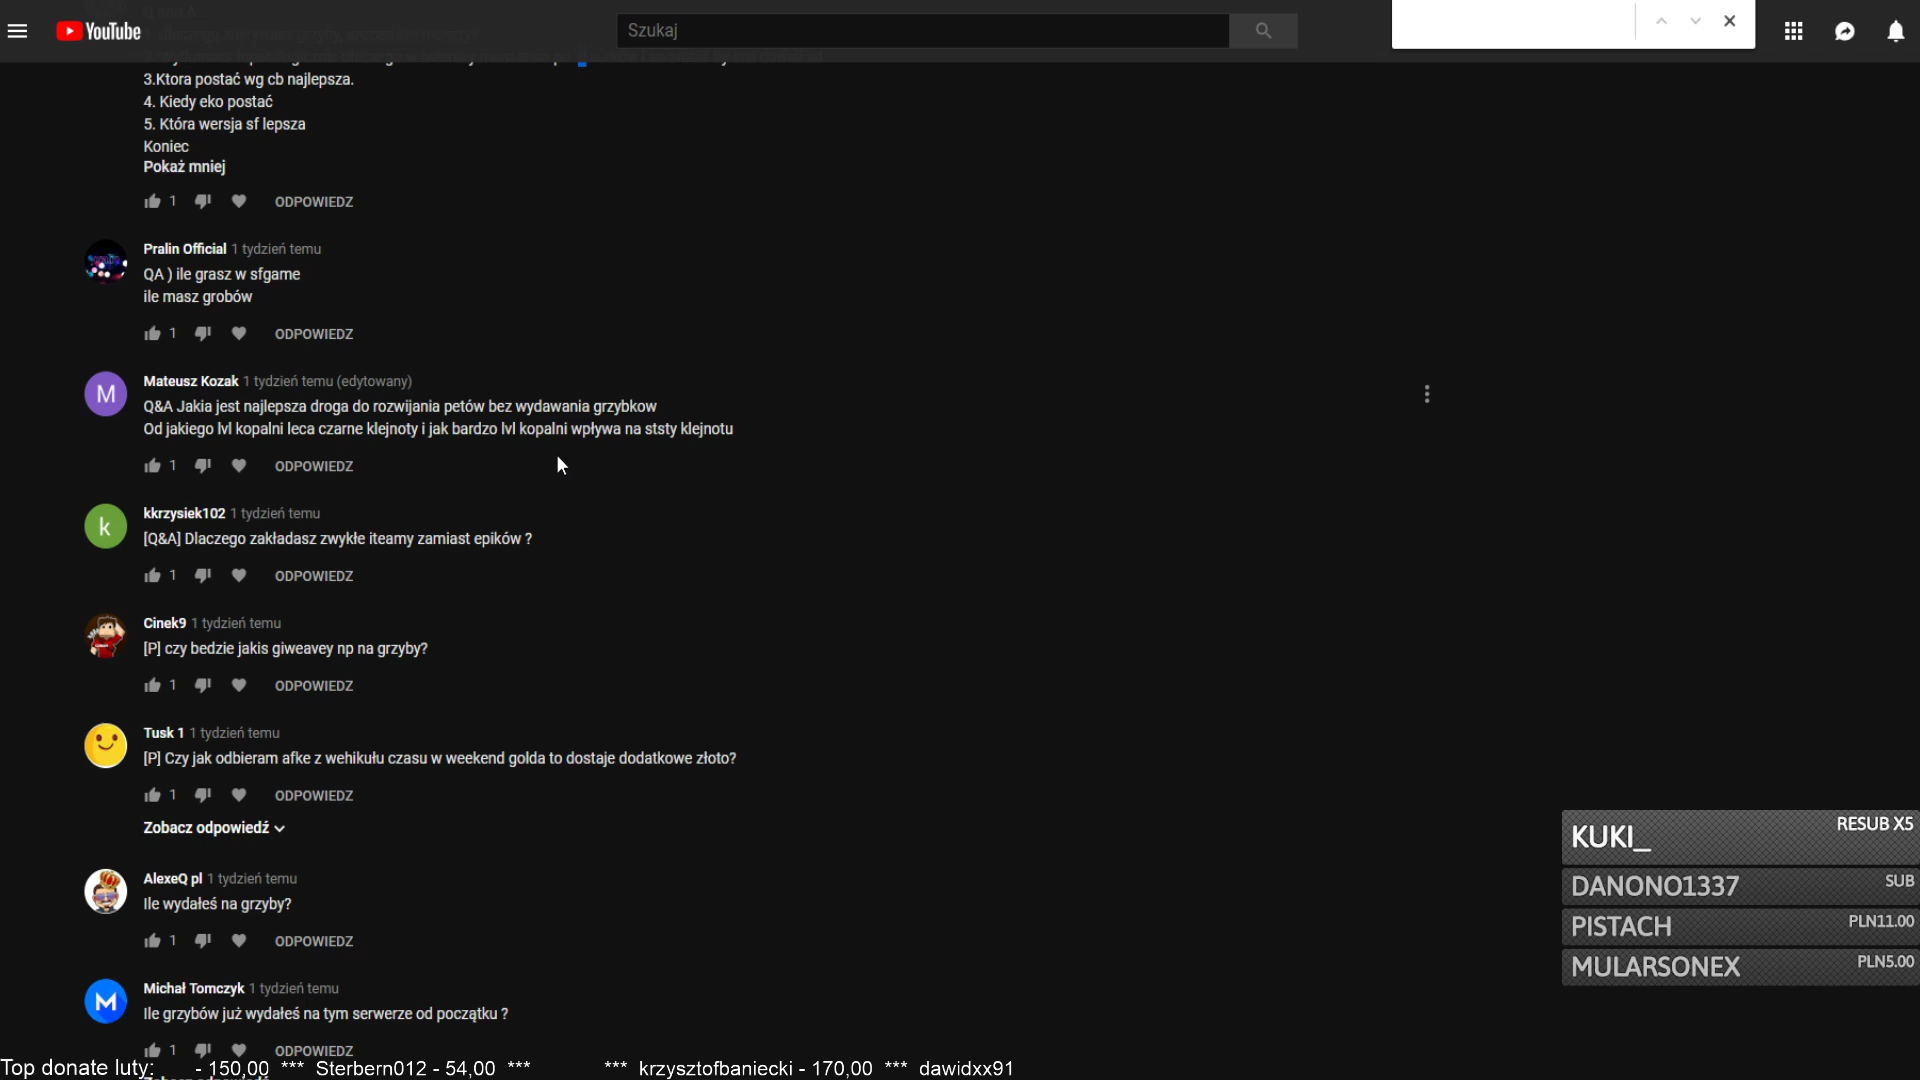 YouTube
Szukaj
3.Ktora postać wg cb najlepsza.
4. Kiedy eko postać
5. Która wersja sf lepsza
Koniec
Pokaż mniej
1 ODPOWIEDZ
Pralin Official 1 tydzień temu
QA ) ile grasz w sfgame
ile masz grobów
1 ODPOWIEDZ
M
Mateusz Kozak 1 tydzień temu (edytowany)
Q&A Jakia jest najlepsza droga do rozwijania petów bez wydawania grzybkow
Od jakiego lvl kopalni leca czarne klejnoty i jak bardzo lvl kopalni wpływa na ststy klejnotu
1 ODPOWIEDZ
k
kkrzysiek102 1 tydzień temu
[Q&A] Dlaczego zakładasz zwykłe iteamy zamiast epików ?
1 ODPOWIEDZ
Cinek9 1 tydzień temu
[P] czy bedzie jakis giweavey np na grzyby?
1 ODPOWIEDZ
Tusk 1 1 tydzień temu
[P] Czy jak odbieram afke z wehikułu czasu w weekend golda to dostaje dodatkowe złoto?
1 ODPOWIEDZ
Zobacz odpowiedź
AlexeQ pl 1 tydzień temu
Ile wydałeś na grzyby?
1 ODPOWIEDZ
M
Michał Tomczyk 1 tydzień temu
Ile grzybów już wydałeś na tym serwerze od początku ?
1 ODPOWIEDZ
KUKI_ RESUB X5
DANONO1337 SUB
PISTACH PLN11.00
MULARSONEX PLN5.00
Top donate luty: - 150,00 *** Sterbern012 - 54,00 *** *** krzysztofbaniecki - 170,00 *** dawidxx91